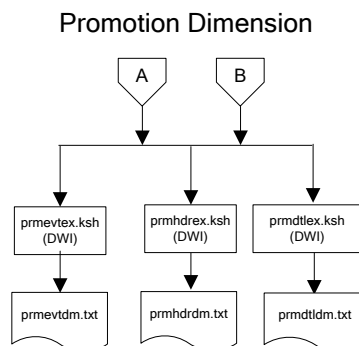 Promotion Dimension
A
B
prmevtex.ksh
(DWI)
prmhdrex.ksh
(DWI)
prmdtlex.ksh
(DWI)
prmevtdm.txt
prmhdrdm.txt
prmdtldm.txt